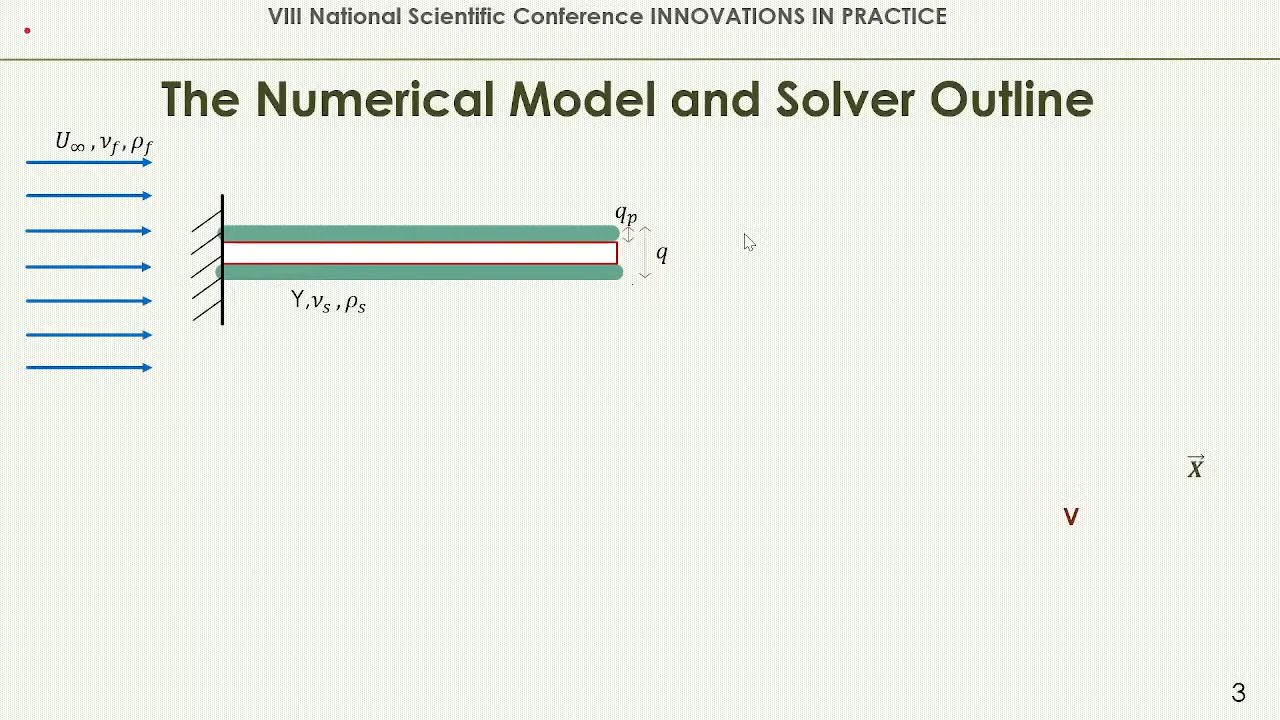 VIII National Scientific Conference INNOVATIONS IN PRACTICE
The Numerical Model and Solver Outline
U∞ , νf, ρf
qp
q
Y,νs , ρs
X⃗
V
3